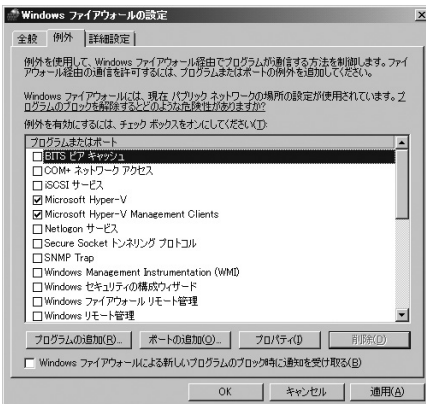 Windows ファイアウォールの設定
全般 例外 詳細設定
例外を使用して、Windows ファイアウォール経由でプログラムが通信する方法を制御します。ファイ
アウォール経由の通信を許可するには、プログラムまたはポートの例外を追加してください。
Windows ファイアウォールには、現在 パブリック ネットワークの場所の設定が使用されています。プ
ログラムのブロックを解除するとどのような危険性がありますか?
例外を有効にするには、チェック ボックスをオンにしてください(T):
プログラムまたはポート
BITS ピア キャッシュ
COM+ ネットワーク アクセス
iSCSI サービス
Microsoft Hyper-V
Microsoft Hyper-V Management Clients
Netlogon サービス
Secure Socket トンネリング プロトコル
SNMP Trap
Windows Management Instrumentation (WMI)
Windows セキュリティの構成ウィザード
Windows ファイアウォール リモート管理
Windows リモート管理
プログラムの追加(R)... ポートの追加(O)... プロパティ(I) 削除(D)
Windows ファイアウォールによる新しいプログラムのブロック時に通知を受け取る(B)
OK キャンセル 適用(A)